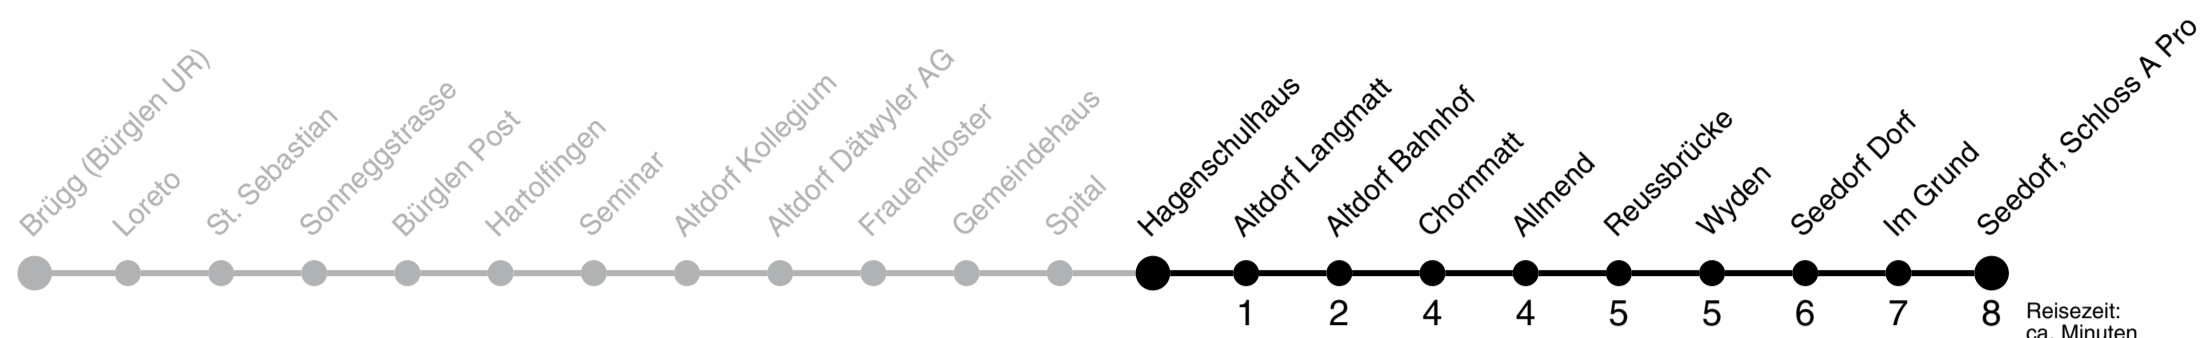 Brügg (Bürglen UR)
Loreto
St. Sebastian
Sonneggstrasse
Bürglen Post
Hartolfingen
Seminar
Altdorf Kollegium
Altdorf Dätwyler AG
Frauenkloster
Gemeindehaus
Spital
Hagenschulhaus
Altdorf Langmatt
Altdorf Bahnhof
Chornmatt
Allmend
Reussbrücke
Wyden
Seedorf Dorf
Im Grund
Seedorf, Schloss A Pro
1 2 4 4 5 5 6 7 8
Reisezeit:
ca. Minuten